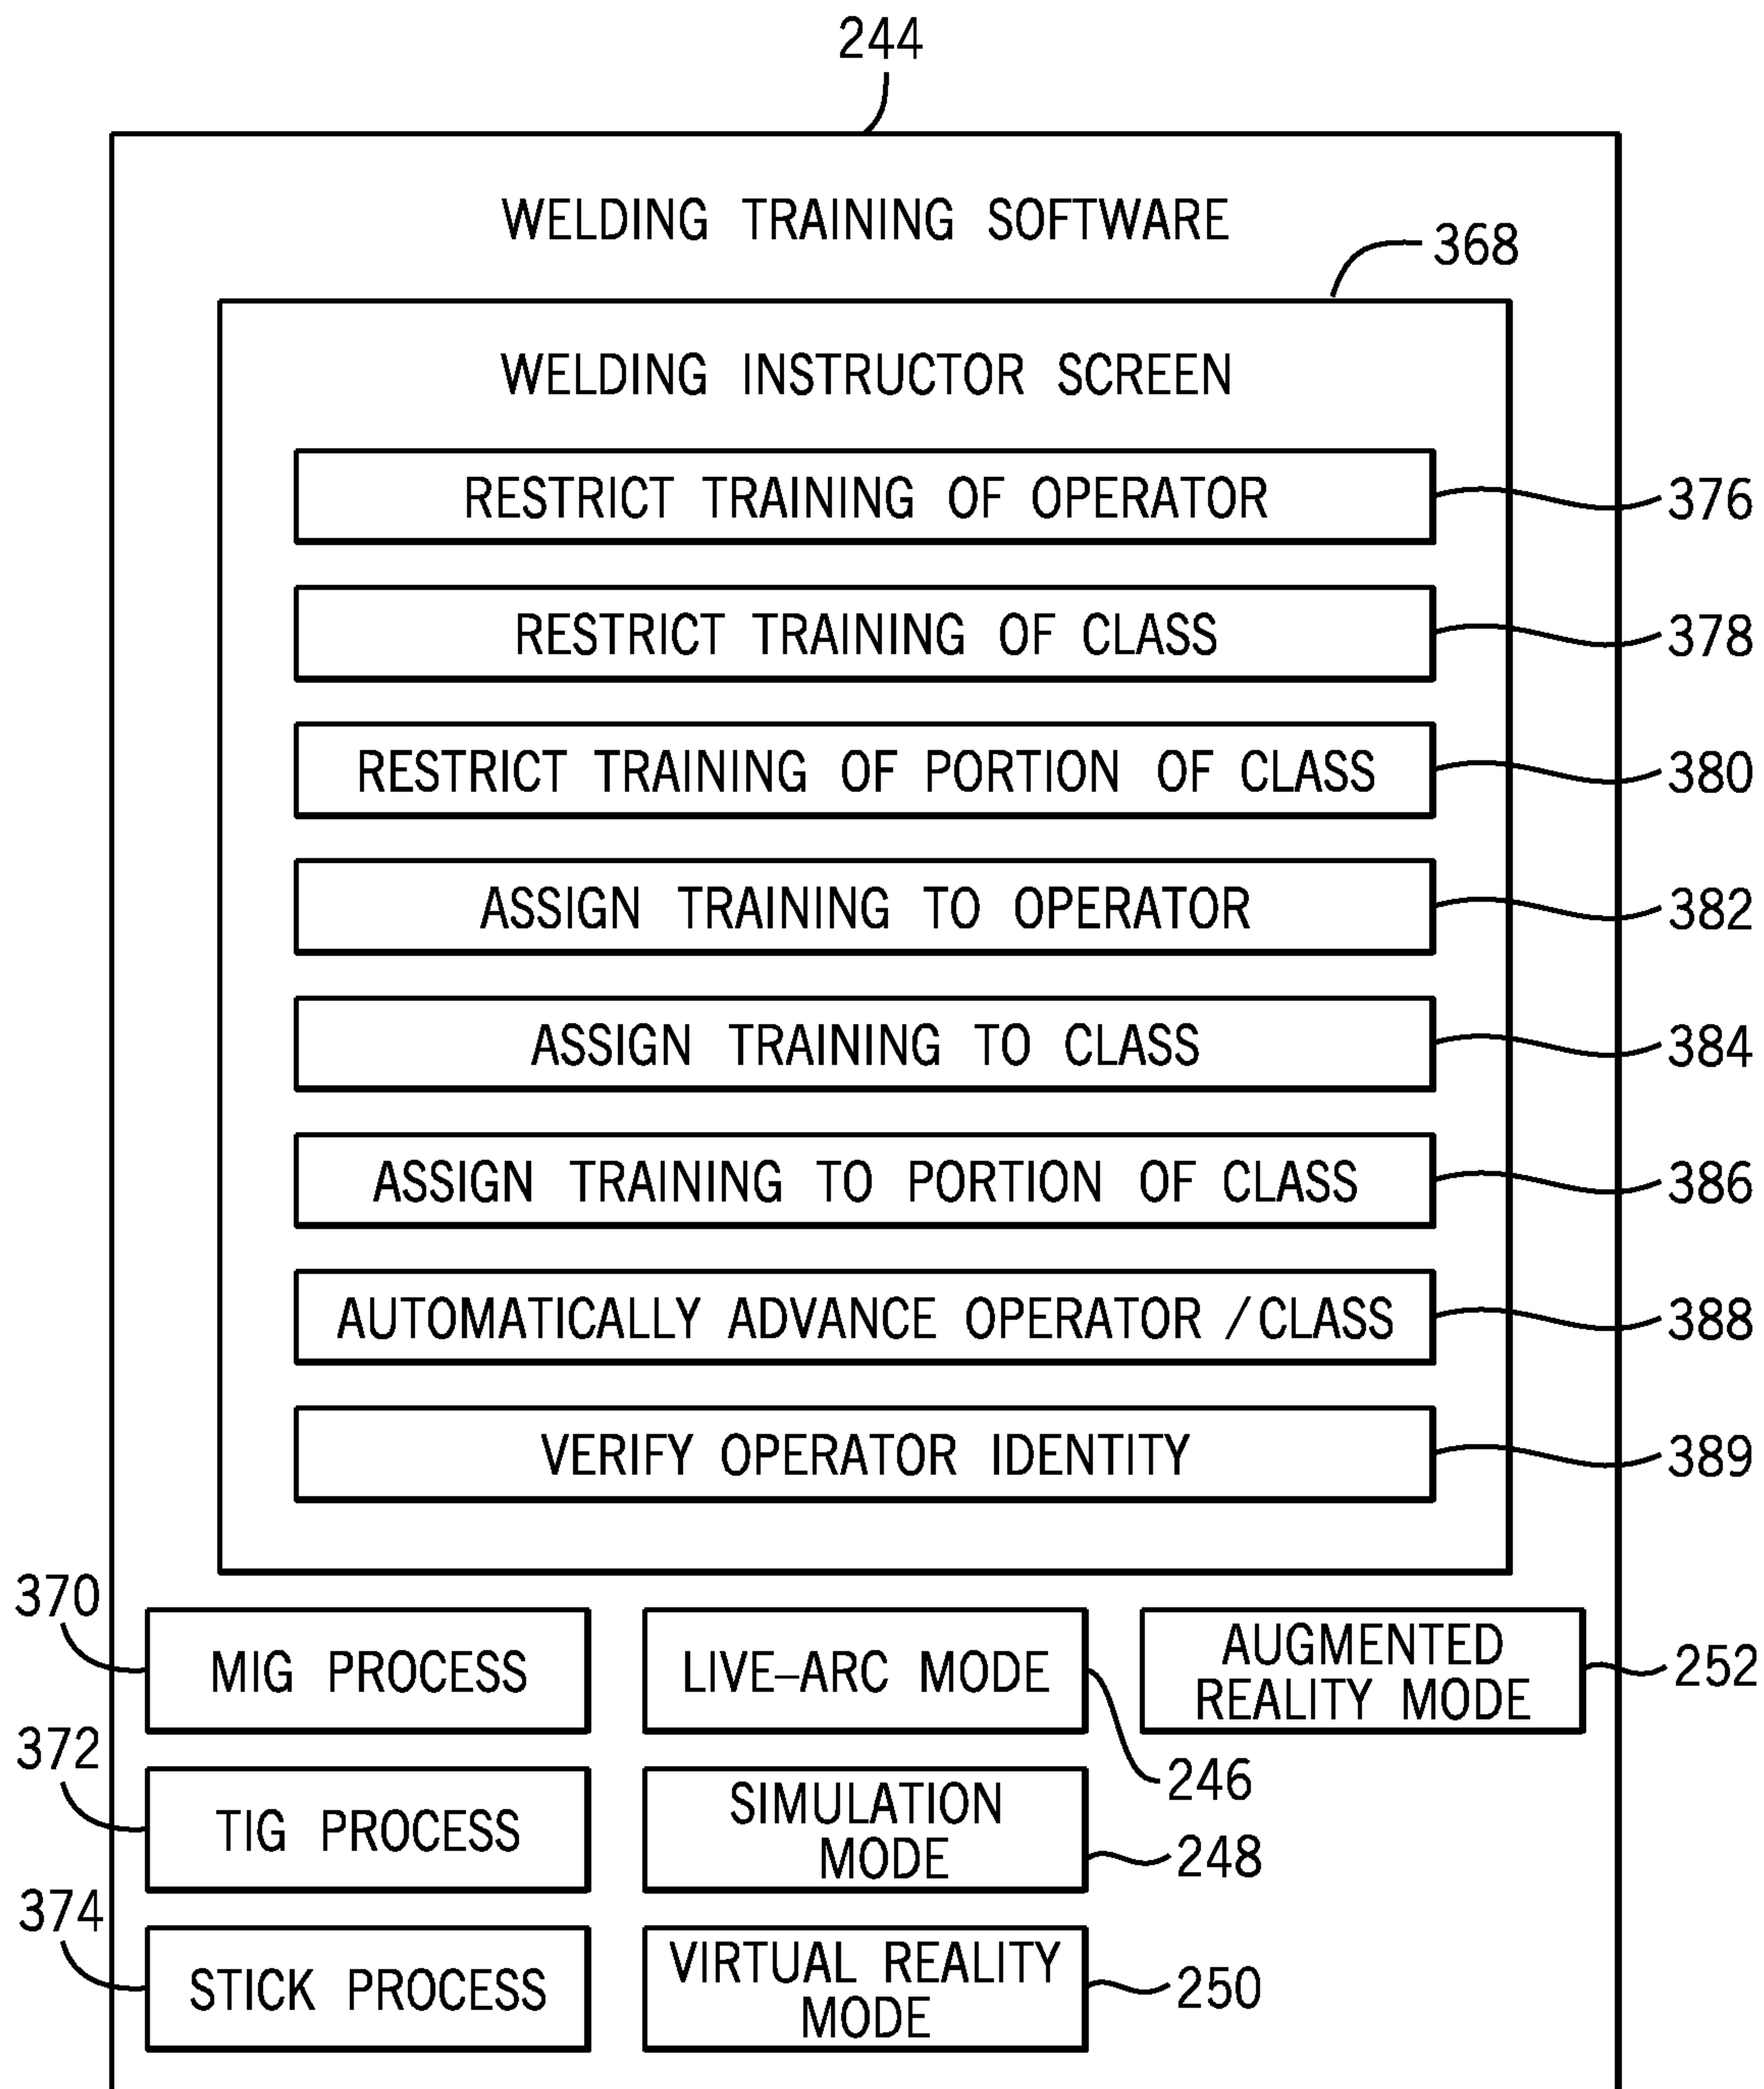 244
WELDING TRAINING SOFTWARE
368
WELDING INSTRUCTOR SCREEN
RESTRICT TRAINING OF OPERATOR
376
RESTRICT TRAINING OF CLASS
378
RESTRICT TRAINING OF PORTION OF CLASS
380
ASSIGN TRAINING TO OPERATOR
382
ASSIGN TRAINING TO CLASS
384
ASSIGN TRAINING TO PORTION OF CLASS
386
AUTOMATICALLY ADVANCE OPERATOR / CLASS
388
VERIFY OPERATOR IDENTITY
389
370
MIG PROCESS
LIVE–ARC MODE
246
AUGMENTED
REALITY MODE
252
372
TIG PROCESS
SIMULATION
MODE
248
374
STICK PROCESS
VIRTUAL REALITY
MODE
250